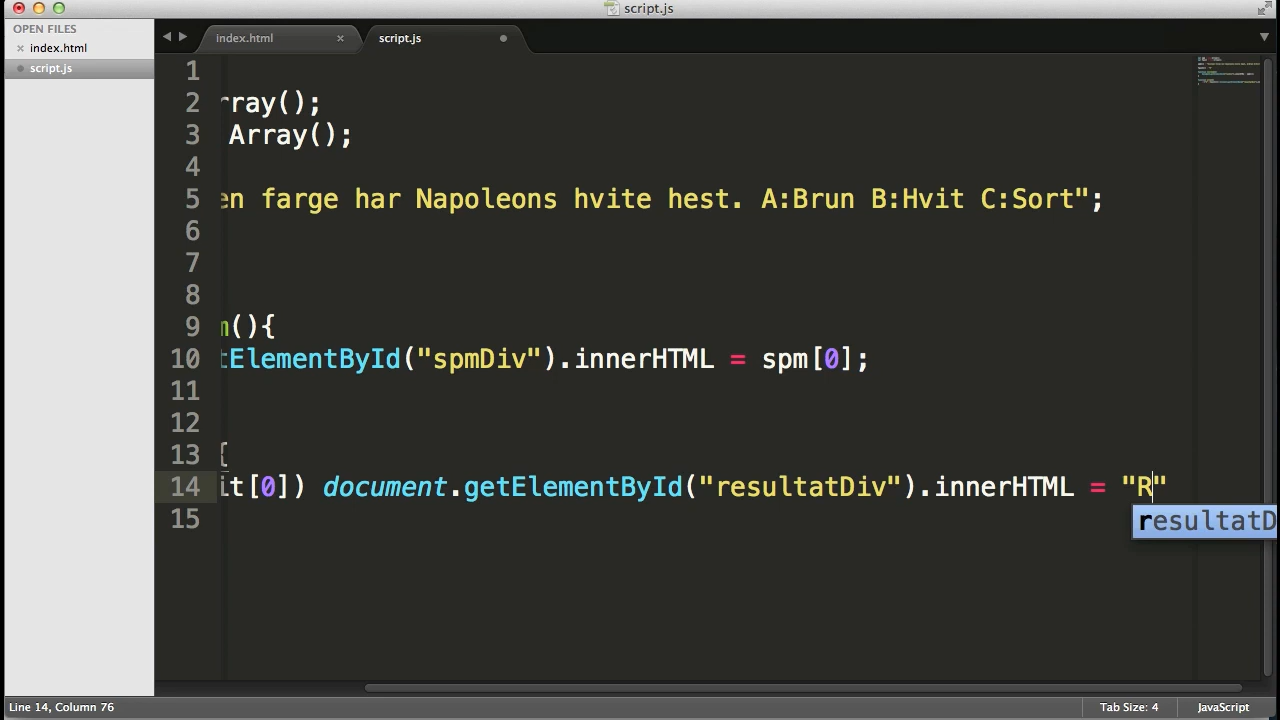 script.js
OPEN FILES
index.html
script.js
index.html
script.js
1
2 rray();
3 Array();
4
5 en farge har Napoleons hvite hest. A:Brun B:Hvit C:Sort";
6
7
8
9 m(){
10 tElementById("spmDiv").innerHTML = spm[0];
11
12
13 {
14 it[0]) document.getElementById("resultatDiv").innerHTML = "R"
resultatD
15
Line 14, Column 76
Tab Size: 4
JavaScript